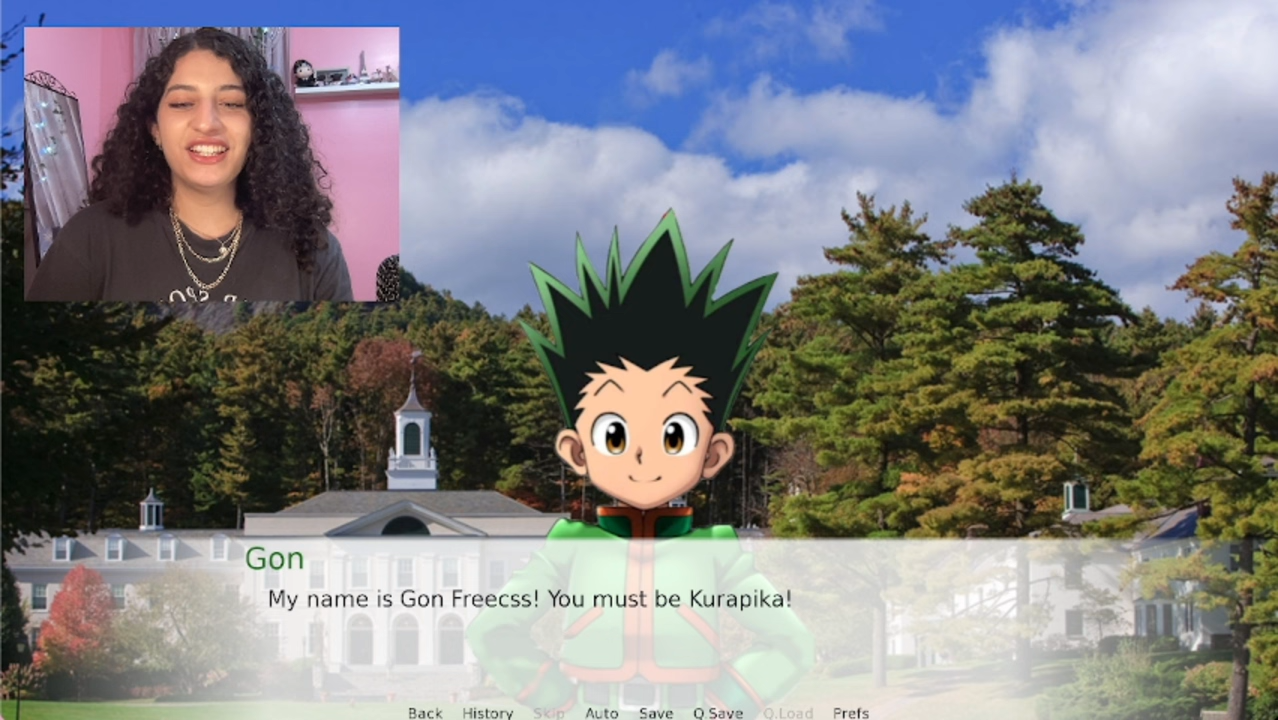 Gon
My name is Gon Freecss! You must be Kurapika!
Back History Skip Auto Save Q.Save Q.Load Prefs